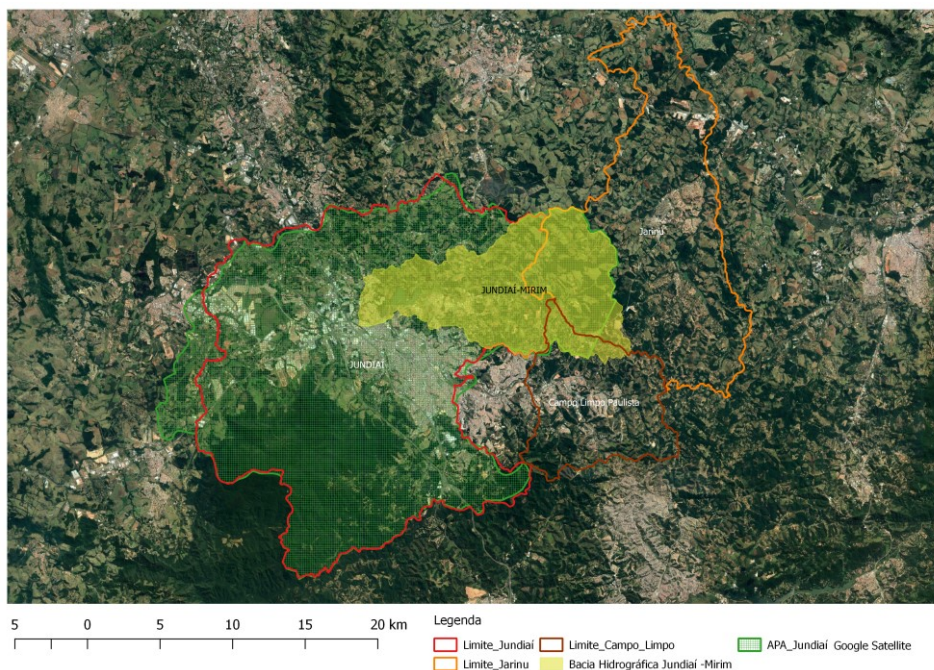 Jarinu
JUNDIAÍ-MIRIM
JUNDIAÍ
Campo Limpo Paulista
5 0 5 10 15 20 km
Legenda
Limite_Jundiaí Limite_Campo_Limpo APA_Jundiaí Google Satellite
Limite_Jarinu Bacia Hidrográfica Jundiaí -Mirim